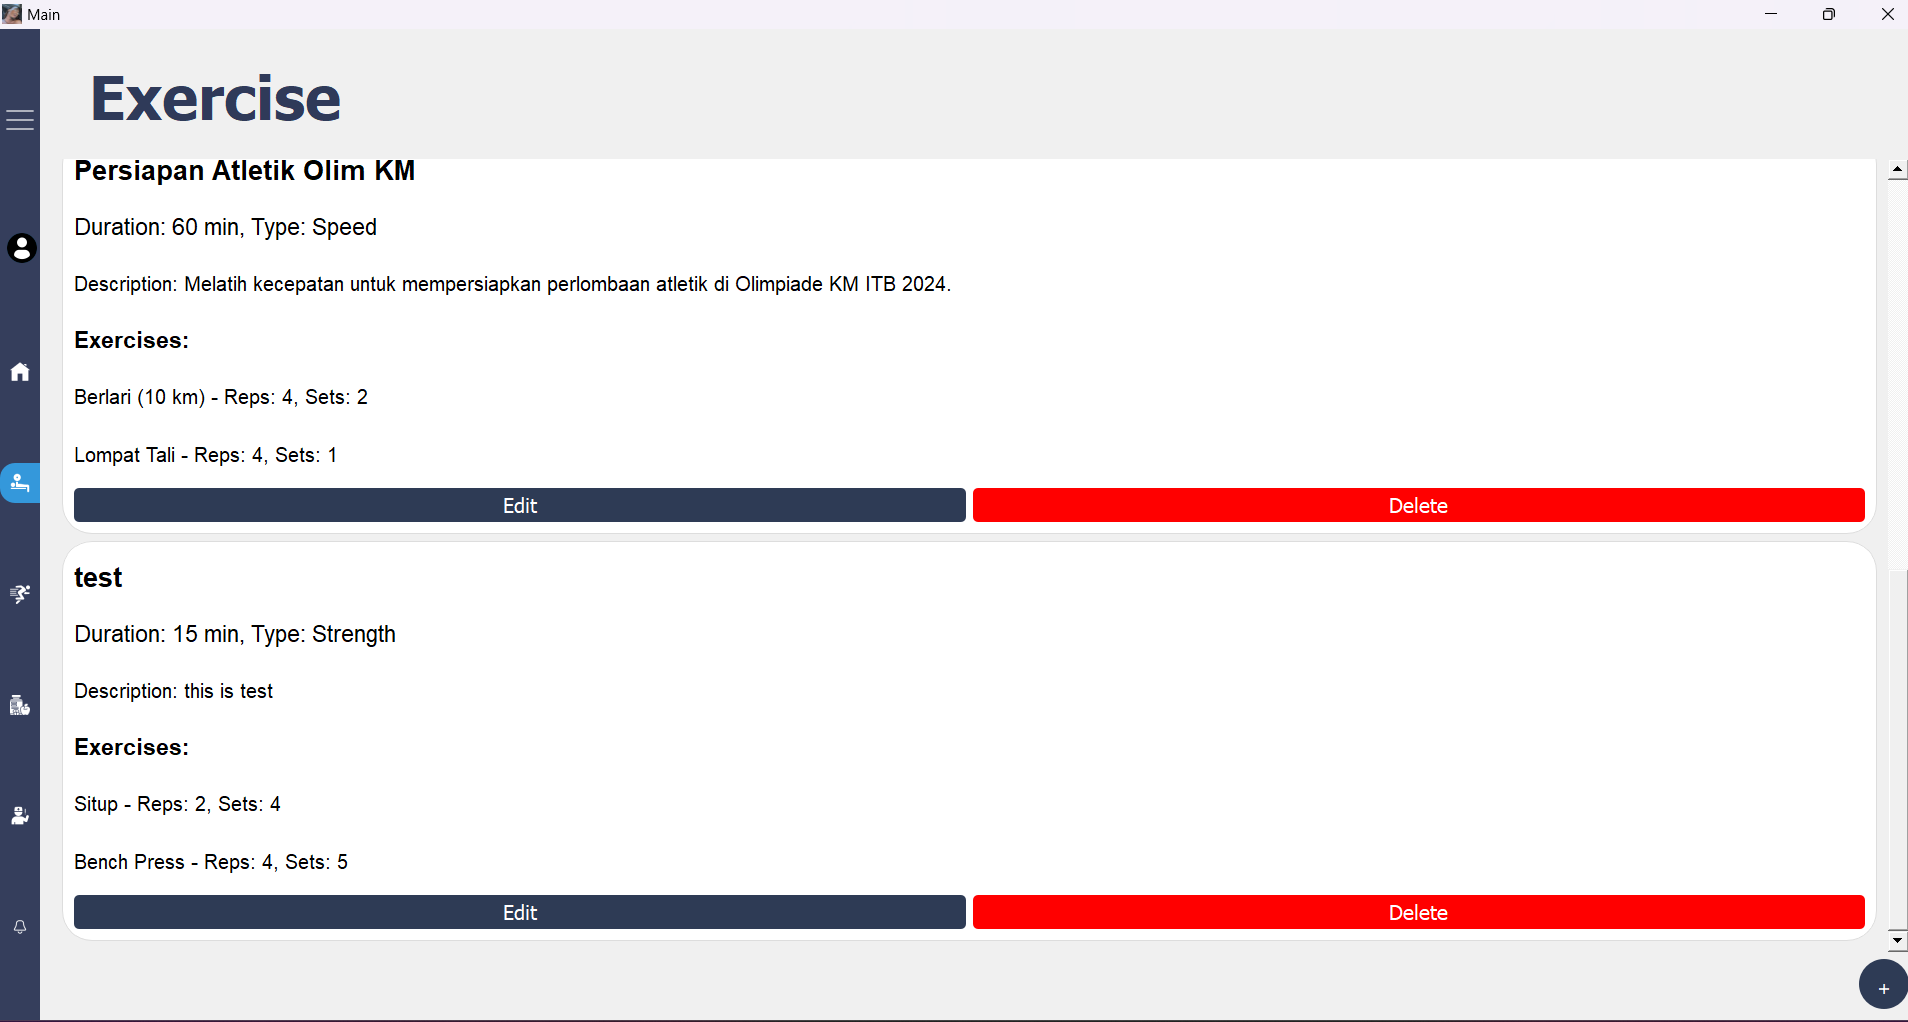 Main
Exercise
Persiapan Atletik Olim KM
Duration: 60 min, Type: Speed
Description: Melatih kecepatan untuk mempersiapkan perlombaan atletik di Olimpiade KM ITB 2024.
Exercises:
Berlari (10 km) - Reps: 4, Sets: 2
Lompat Tali - Reps: 4, Sets: 1
Edit Delete
test
Duration: 15 min, Type: Strength
Description: this is test
Exercises:
Situp - Reps: 2, Sets: 4
Bench Press - Reps: 4, Sets: 5
Edit Delete
+